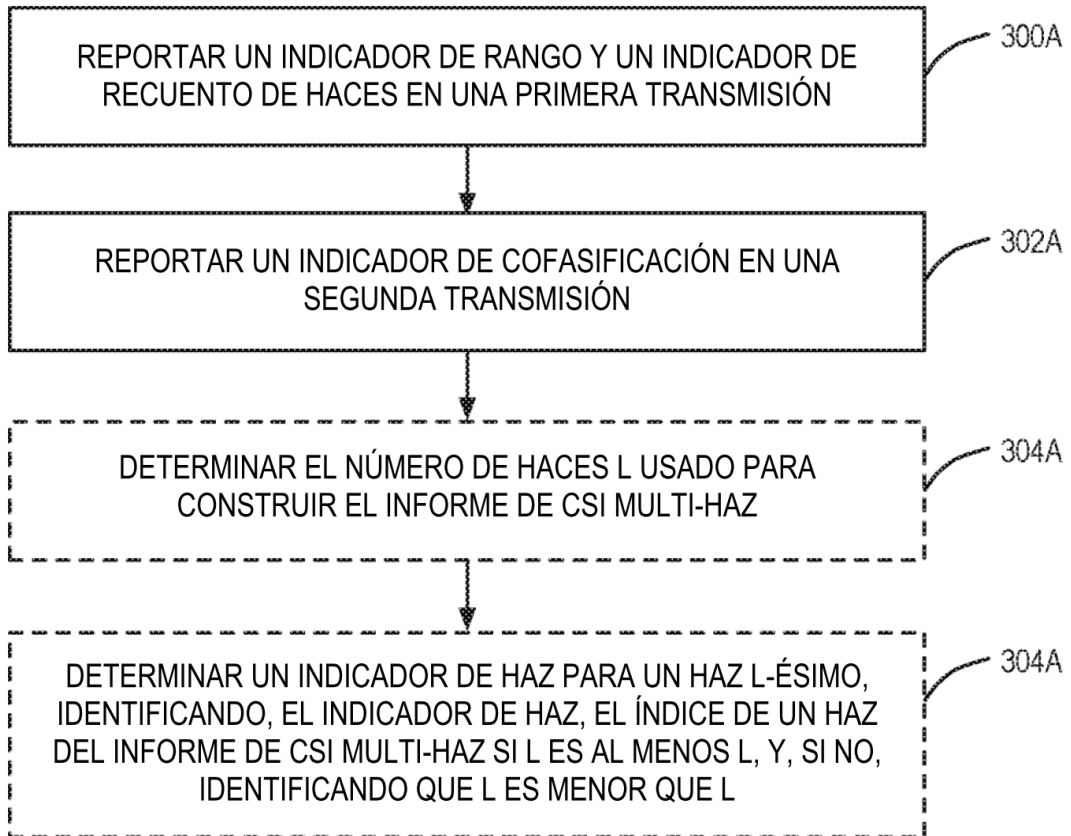 REPORTAR UN INDICADOR DE RANGO Y UN INDICADOR DE
RECUENTO DE HACES EN UNA PRIMERA TRANSMISIÓN
300A
REPORTAR UN INDICADOR DE COFASIFICACIÓN EN UNA
SEGUNDA TRANSMISIÓN
302A
DETERMINAR EL NÚMERO DE HACES L USADO PARA
CONSTRUIR EL INFORME DE CSI MULTI-HAZ
304A
DETERMINAR UN INDICADOR DE HAZ PARA UN HAZ L-ÉSIMO,
IDENTIFICANDO, EL INDICADOR DE HAZ, EL ÍNDICE DE UN HAZ
DEL INFORME DE CSI MULTI-HAZ SI L ES AL MENOS L, Y, SI NO,
IDENTIFICANDO QUE L ES MENOR QUE L
304A